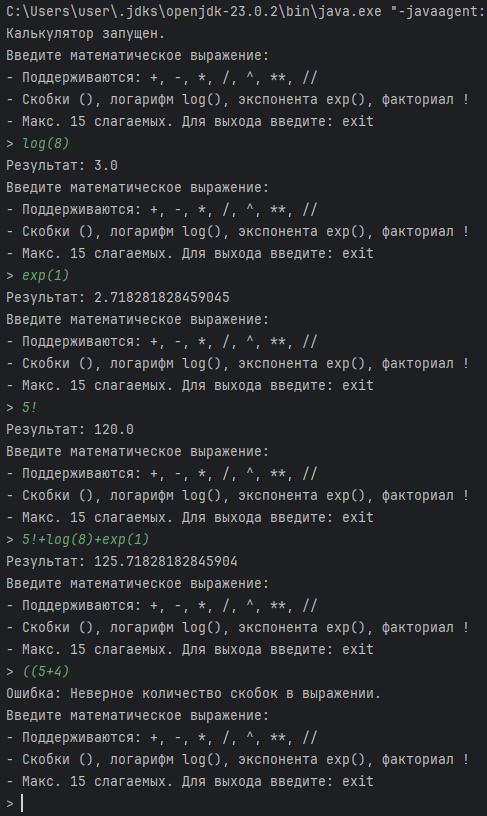 C:\Users\user\.jdks\openjdk-23.0.2\bin\java.exe "-javaagent:
Калькулятор запущен.
Введите математическое выражение:
- Поддерживаются: +, -, *, /, ^, **, //
- Скобки (), логарифм log(), экспонента exp(), факториал !
- Макс. 15 слагаемых. Для выхода введите: exit
> log(8)
Результат: 3.0
Введите математическое выражение:
- Поддерживаются: +, -, *, /, ^, **, //
- Скобки (), логарифм log(), экспонента exp(), факториал !
- Макс. 15 слагаемых. Для выхода введите: exit
> exp(1)
Результат: 2.718281828459045
Введите математическое выражение:
- Поддерживаются: +, -, *, /, ^, **, //
- Скобки (), логарифм log(), экспонента exp(), факториал !
- Макс. 15 слагаемых. Для выхода введите: exit
> 5!
Результат: 120.0
Введите математическое выражение:
- Поддерживаются: +, -, *, /, ^, **, //
- Скобки (), логарифм log(), экспонента exp(), факториал !
- Макс. 15 слагаемых. Для выхода введите: exit
> 5!+log(8)+exp(1)
Результат: 125.71828182845904
Введите математическое выражение:
- Поддерживаются: +, -, *, /, ^, **, //
- Скобки (), логарифм log(), экспонента exp(), факториал !
- Макс. 15 слагаемых. Для выхода введите: exit
> ((5+4)
Ошибка: Неверное количество скобок в выражении.
Введите математическое выражение:
- Поддерживаются: +, -, *, /, ^, **, //
- Скобки (), логарифм log(), экспонента exp(), факториал !
- Макс. 15 слагаемых. Для выхода введите: exit
>